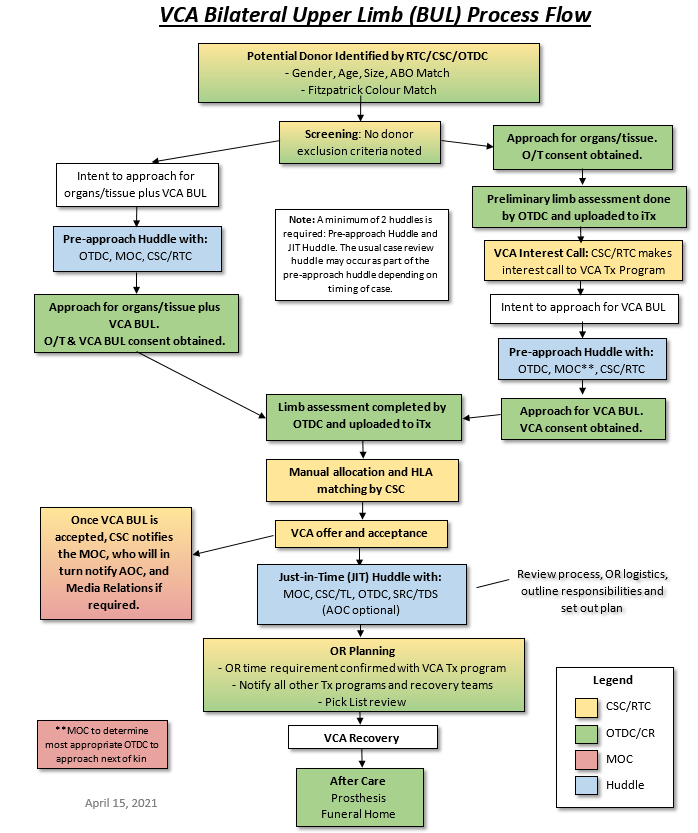 VCA Bilateral Upper Limb (BUL) Process Flow
Potential Donor Identified by RTC/CSC/OTDC
- Gender, Age, Size, ABO Match
- Fitzpatrick Colour Match
Screening: No donor
exclusion criteria noted
Approach for organs/tissue.
O/T consent obtained.
Intent to approach for
organs/tissue plus VCA BUL
Preliminary limb assessment done
by OTDC and uploaded to iTx
Note: A minimum of 2 huddles is
required: Pre-approach Huddle and
JIT Huddle. The usual case review
huddle may occur as part of the
pre-approach huddle depending on
timing of case.
Pre-approach Huddle with:
OTDC, MOC, CSC/RTC
VCA Interest Call: CSC/RTC makes
interest call to VCA Tx Program
Approach for organs/tissue plus
VCA BUL.
O/T & VCA BUL consent obtained.
Intent to approach for VCA BUL
Pre-approach Huddle with:
OTDC, MOC**, CSC/RTC
Limb assessment completed by
OTDC and uploaded to iTx
Approach for VCA BUL.
VCA consent obtained.
Manual allocation and HLA
matching by CSC
Once VCA BUL is
accepted, CSC notifies
the MOC, who will in
turn notify AOC, and
Media Relations if
required.
VCA offer and acceptance
Just-in-Time (JIT) Huddle with:
MOC, CSC/TL, OTDC, SRC/TDS
(AOC optional)
Review process, OR logistics,
outline responsibilities and
set out plan
OR Planning
- OR time requirement confirmed with VCA Tx program
- Notify all other Tx programs and recovery teams
- Pick List review
Legend
CSC/RTC
OTDC/CR
MOC
Huddle
**MOC to determine
most appropriate OTDC to
approach next of kin
VCA Recovery
After Care
Prosthesis
Funeral Home
April 15, 2021